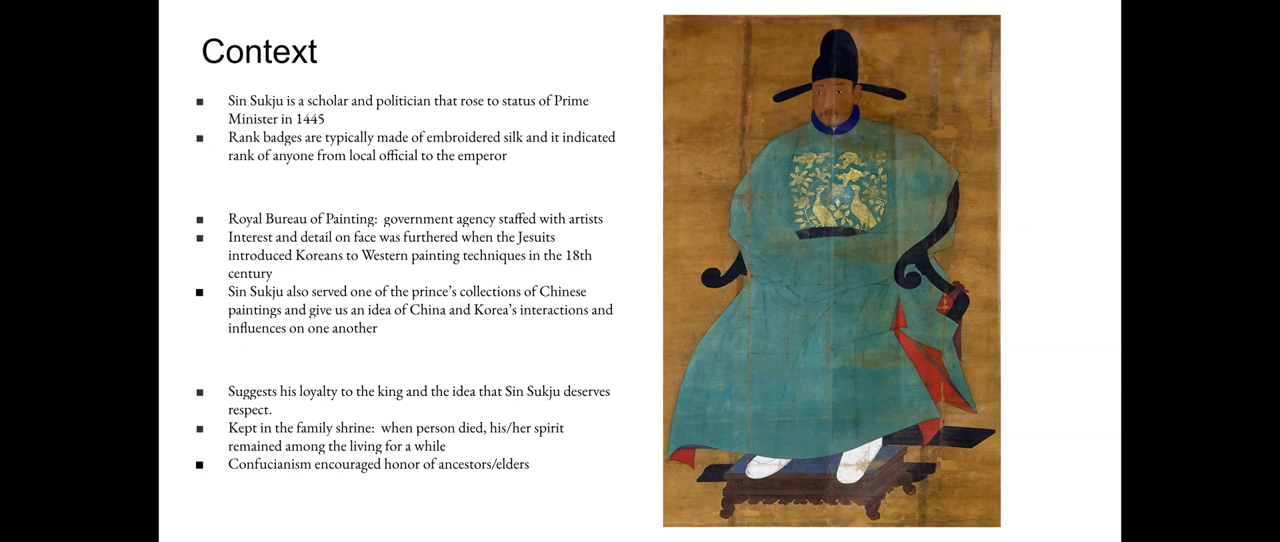 Context
▪ Sin Sukju is a scholar and politician that rose to status of Prime
Minister in 1445
▪ Rank badges are typically made of embroidered silk and it indicated
rank of anyone from local official to the emperor
▪ Royal Bureau of Painting:  government agency staffed with artists
▪ Interest and detail on face was furthered when the Jesuits
introduced Koreans to Western painting techniques in the 18th
century
▪ Sin Sukju also served one of the prince’s collections of Chinese
paintings and give us an idea of China and Korea’s interactions and
influences on one another
▪ Suggests his loyalty to the king and the idea that Sin Sukju deserves
respect.
▪ Kept in the family shrine:  when person died, his/her spirit
remained among the living for a while
▪ Confucianism encouraged honor of ancestors/elders